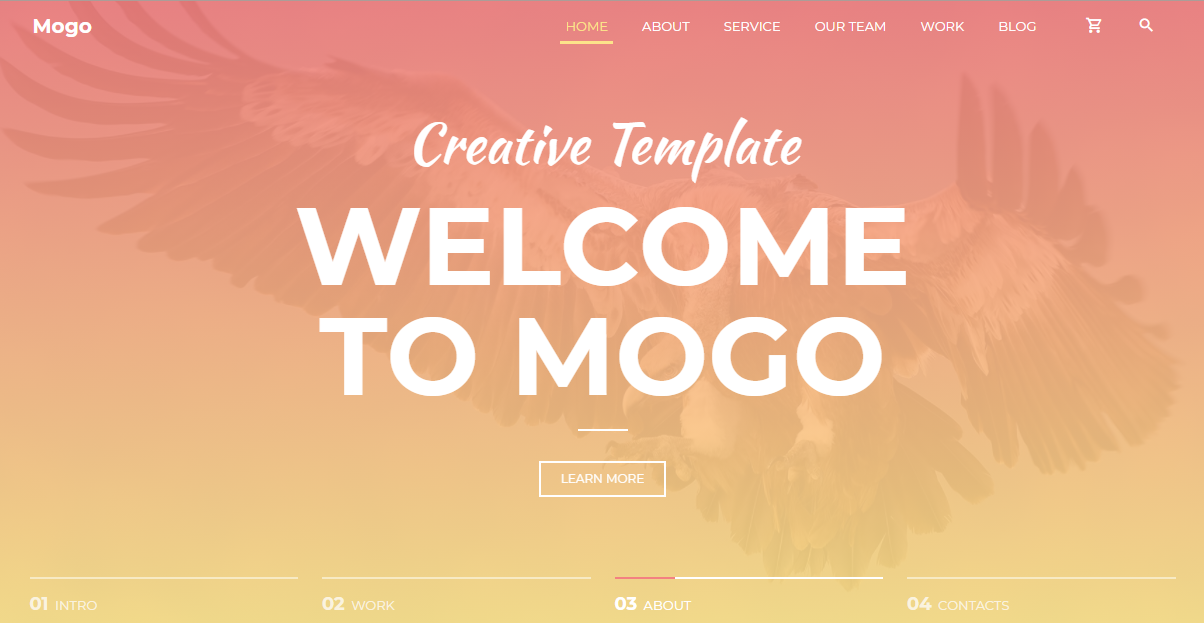 Mogo
HOME ABOUT SERVICE OUR TEAM WORK BLOG
Creative Template
WELCOME
TO MOGO
LEARN MORE
01 INTRO
02 WORK
03 ABOUT
04 CONTACTS